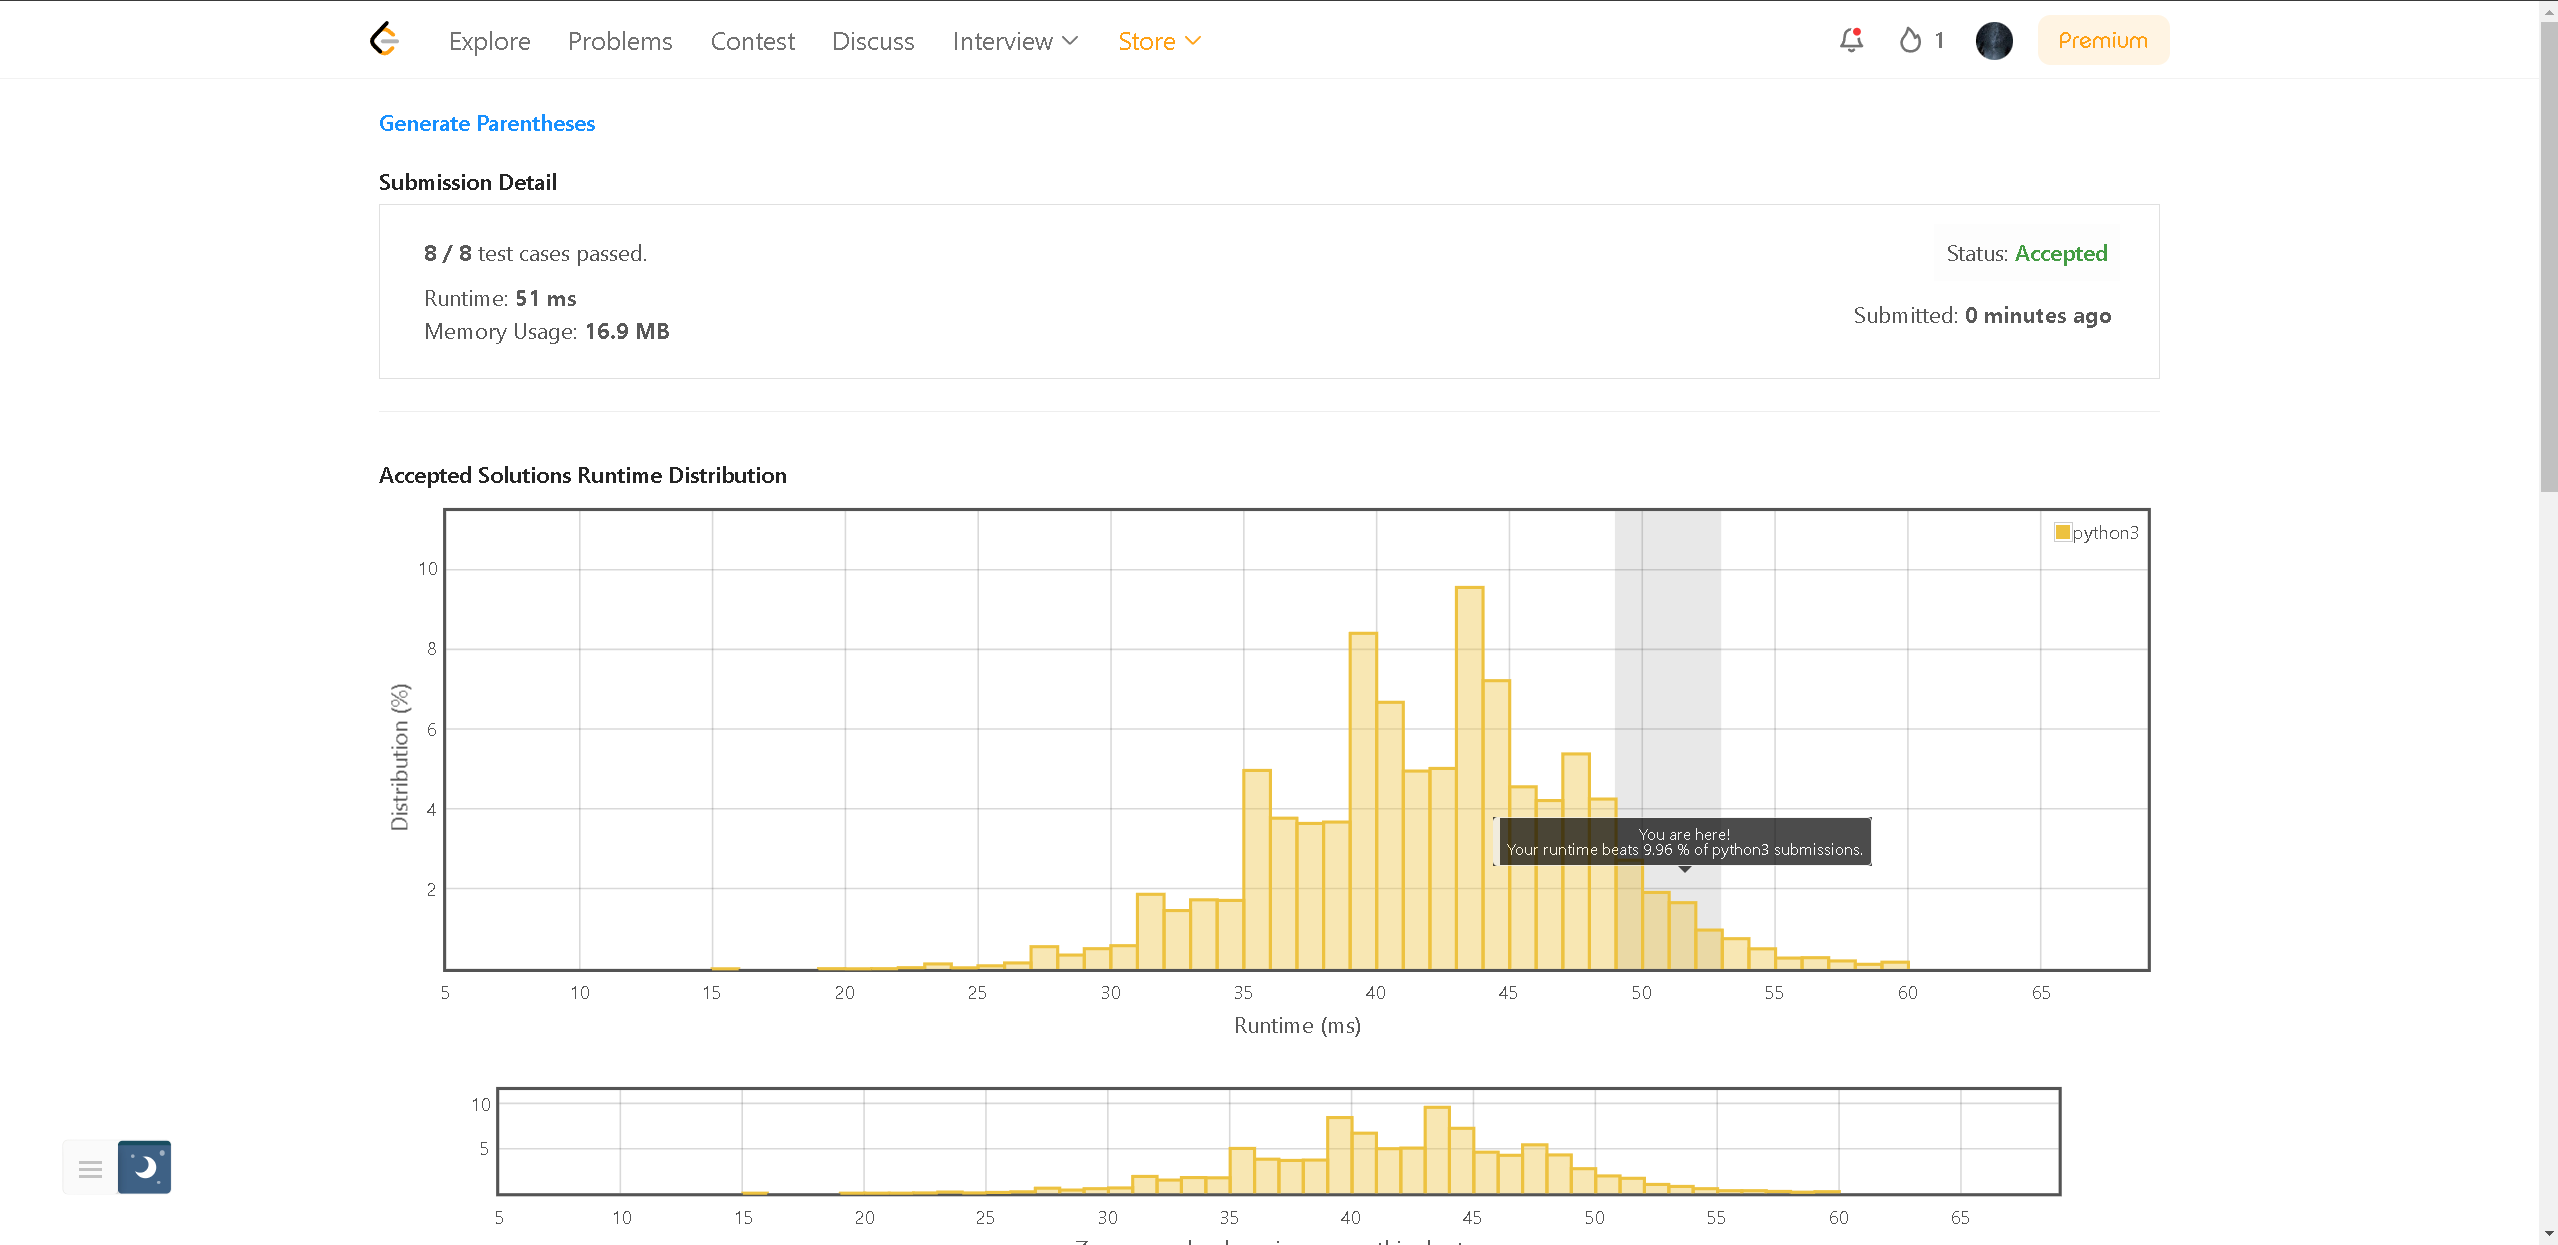 Explore Problems Contest Discuss Interview Store 1 Premium
Generate Parentheses
Submission Detail
8 / 8 test cases passed.
Status: Accepted
Runtime: 51 ms
Submitted: 0 minutes ago
Memory Usage: 16.9 MB
Accepted Solutions Runtime Distribution
python3
10
8
6
4
2
Distribution (%)
You are here!
Your runtime beats 9.96 % of python3 submissions.
5 10 15 20 25 30 35 40 45 50 55 60 65
Runtime (ms)
10
5
5 10 15 20 25 30 35 40 45 50 55 60 65